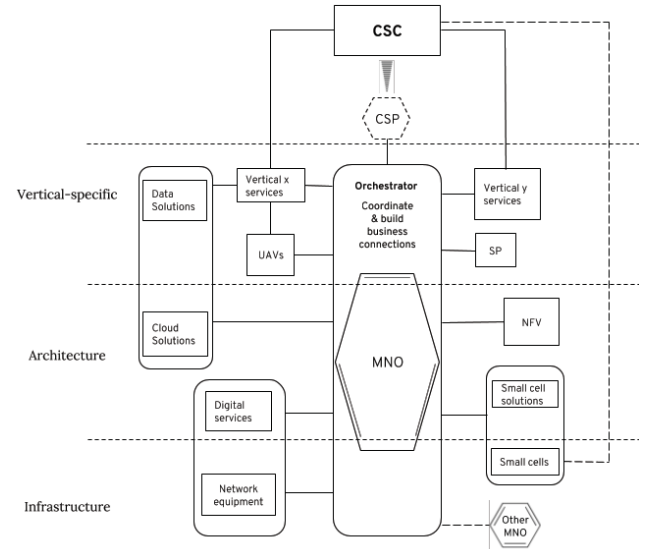 CSC
CSP
Vertical-specific
Data
Solutions
Vertical x
services
UAVs
Orchestrator
Coordinate
& build
business
connections
Vertical y
services
SP
Architecture
Cloud
Solutions
MNO
NFV
Digital
services
Small cell
solutions
Small cells
Infrastructure
Network
equipment
Other
MNO